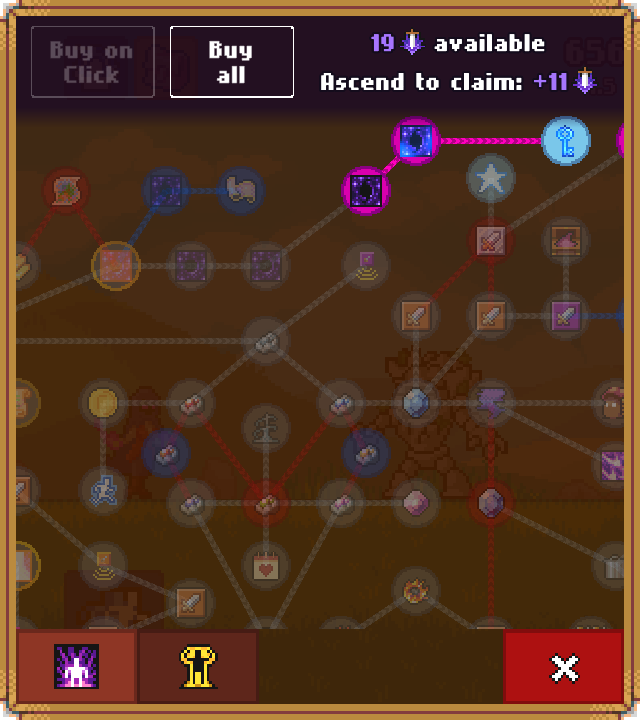 Buy on
Click
Buy
all
19 available
Ascend to claim: +11